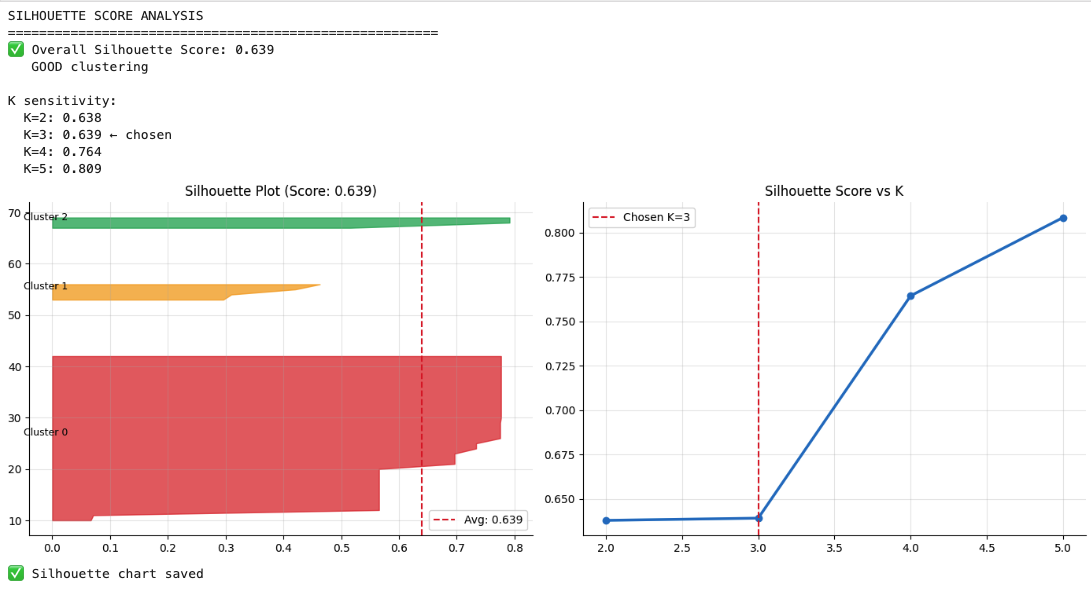 SILHOUETTE SCORE ANALYSIS
=======================================================
✅ Overall Silhouette Score: 0.639
GOOD clustering
K sensitivity:
K=2: 0.638
K=3: 0.639 ← chosen
K=4: 0.764
K=5: 0.809
Silhouette Plot (Score: 0.639)
70
60
50
40
30
20
10
Cluster 2
Cluster 1
Cluster 0
Avg: 0.639
0.0 0.1 0.2 0.3 0.4 0.5 0.6 0.7 0.8
Silhouette Score vs K
Chosen K=3
0.800
0.775
0.750
0.725
0.700
0.675
0.650
2.0 2.5 3.0 3.5 4.0 4.5 5.0
✅ Silhouette chart saved